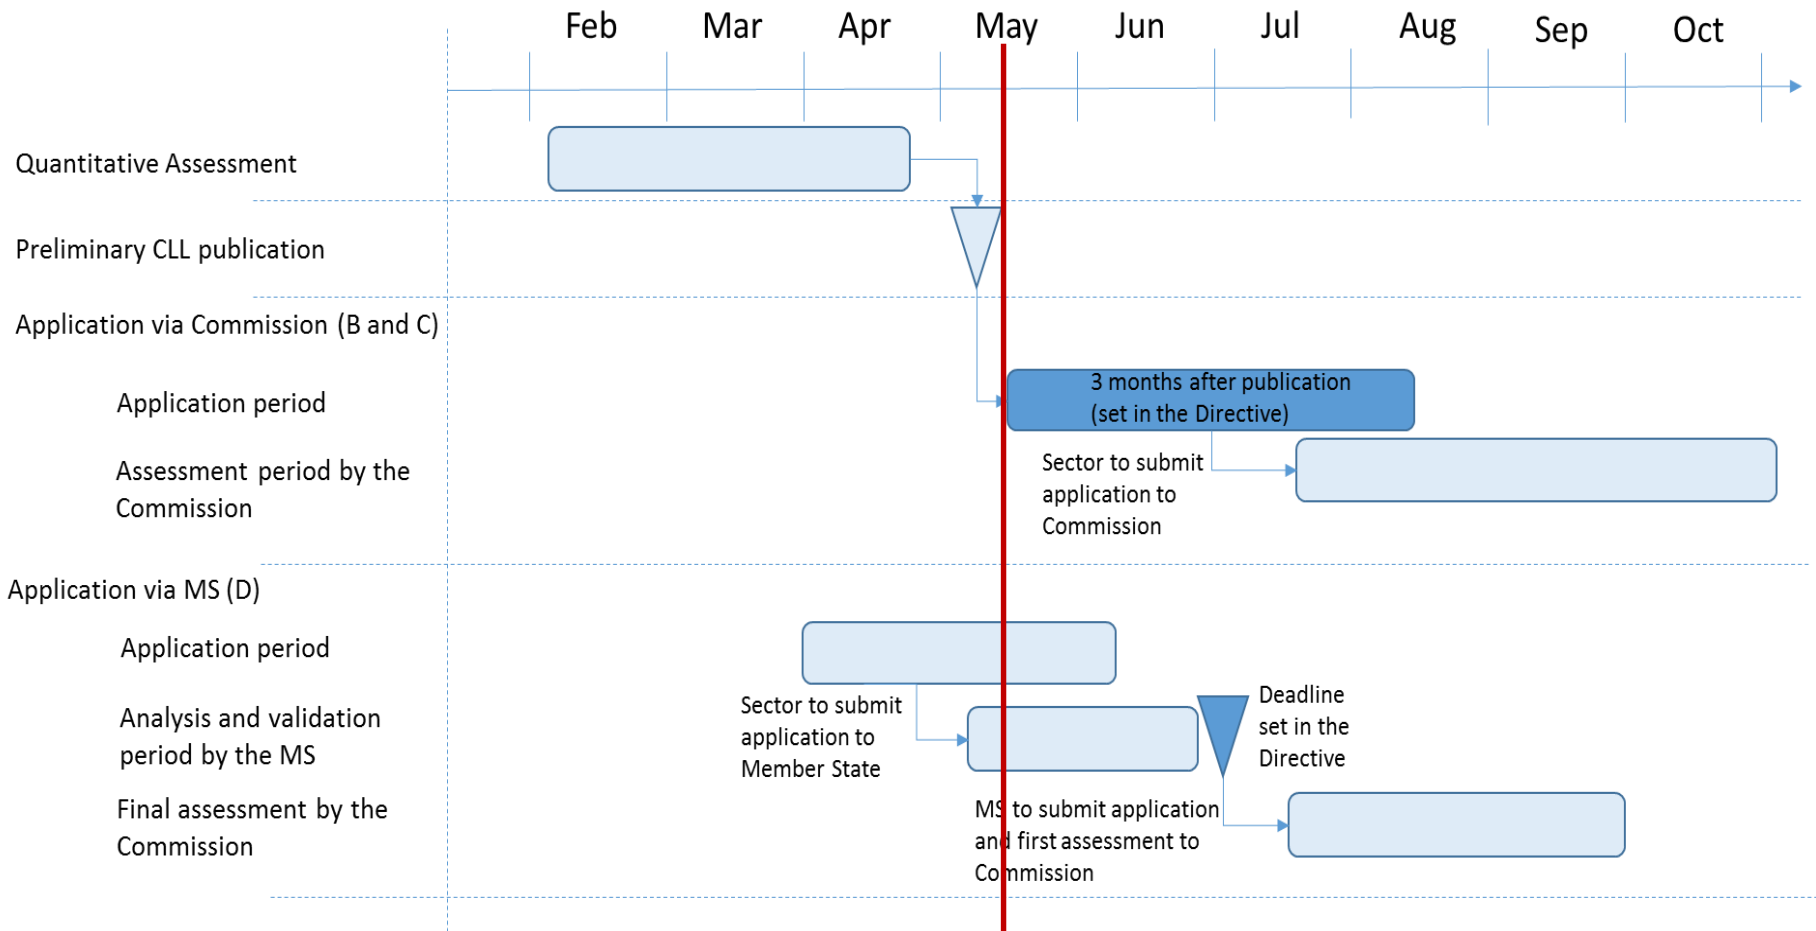 Feb Mar Apr May Jun Jul Aug Sep Oct
Quantitative Assessment
Preliminary CLL publication
Application via Commission (B and C)
Application period
3 months after publication
(set in the Directive)
Assessment period by the
Commission
Sector to submit
application to
Commission
Application via MS (D)
Application period
Sector to submit
application to
Member State
Analysis and validation
period by the MS
Deadline
set in the
Directive
Final assessment by the
Commission
MS to submit application
and first assessment to
Commission